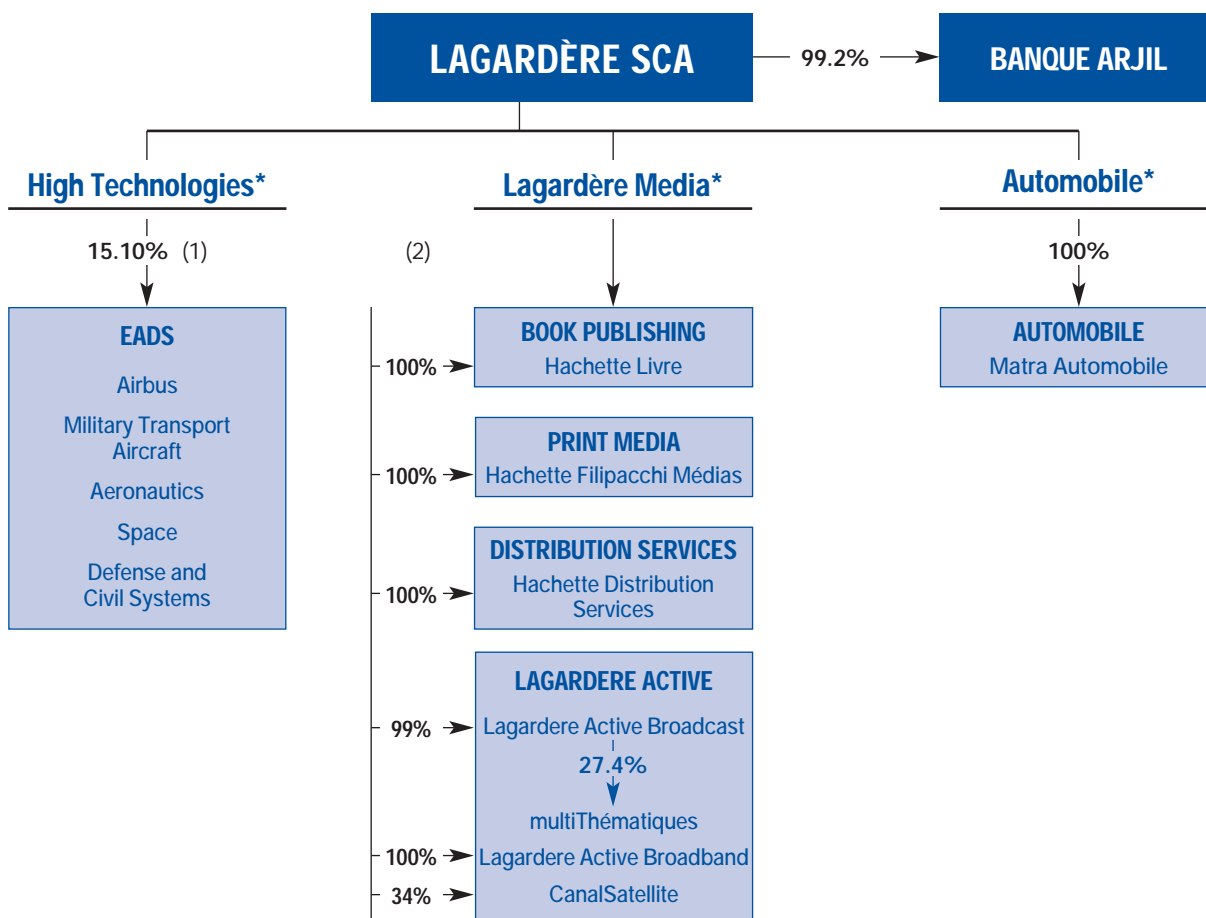 LAGARDÈRE SCA
99.2%
BANQUE ARJIL
High Technologies*
Lagardère Media*
Automobile*
15.10% (1)
(2)
100%
EADS
Airbus
Military Transport
Aircraft
Aeronautics
Space
Defense and
Civil Systems
100%
BOOK PUBLISHING
Hachette Livre
100%
PRINT MEDIA
Hachette Filipacchi Médias
100%
DISTRIBUTION SERVICES
Hachette Distribution
Services
LAGARDERE ACTIVE
99%
Lagardere Active Broadcast
27.4%
multiThématiques
100%
Lagardere Active Broadband
34%
CanalSatellite
AUTOMOBILE
Matra Automobile